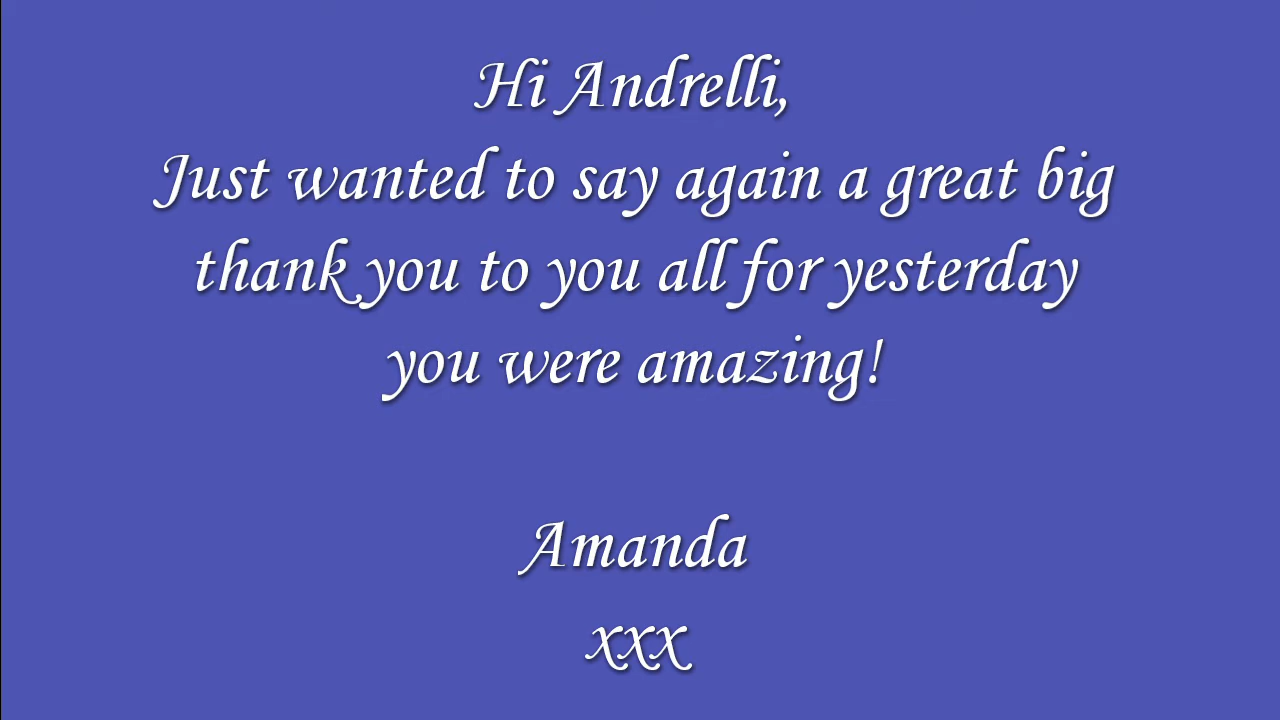 Hi Andrelli,
Just wanted to say again a great big
thank you to you all for yesterday
you were amazing!
Amanda
xxx